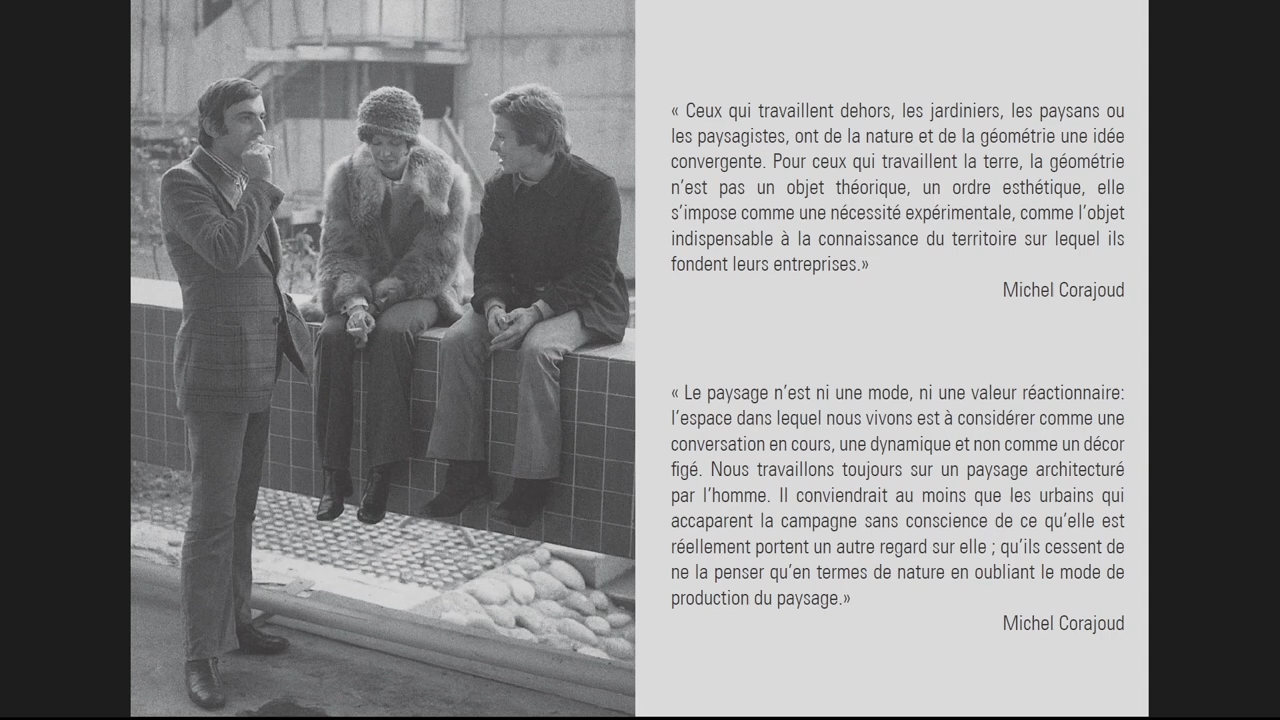 « Ceux qui travaillent dehors, les jardiniers, les paysans ou
les paysagistes, ont de la nature et de la géométrie une idée
convergente. Pour ceux qui travaillent la terre, la géométrie
n’est pas un objet théorique, un ordre esthétique, elle
s’impose comme une nécessité expérimentale, comme l’objet
indispensable à la connaissance du territoire sur lequel ils
fondent leurs entreprises.»
Michel Corajoud
« Le paysage n’est ni une mode, ni une valeur réactionnaire:
l’espace dans lequel nous vivons est à considérer comme une
conversation en cours, une dynamique et non comme un décor
figé. Nous travaillons toujours sur un paysage architecturé
par l’homme. Il conviendrait au moins que les urbains qui
accaparent la campagne sans conscience de ce qu’elle est
réellement portent un autre regard sur elle ; qu’ils cessent de
ne la penser qu’en termes de nature en oubliant le mode de
production du paysage.»
Michel Corajoud